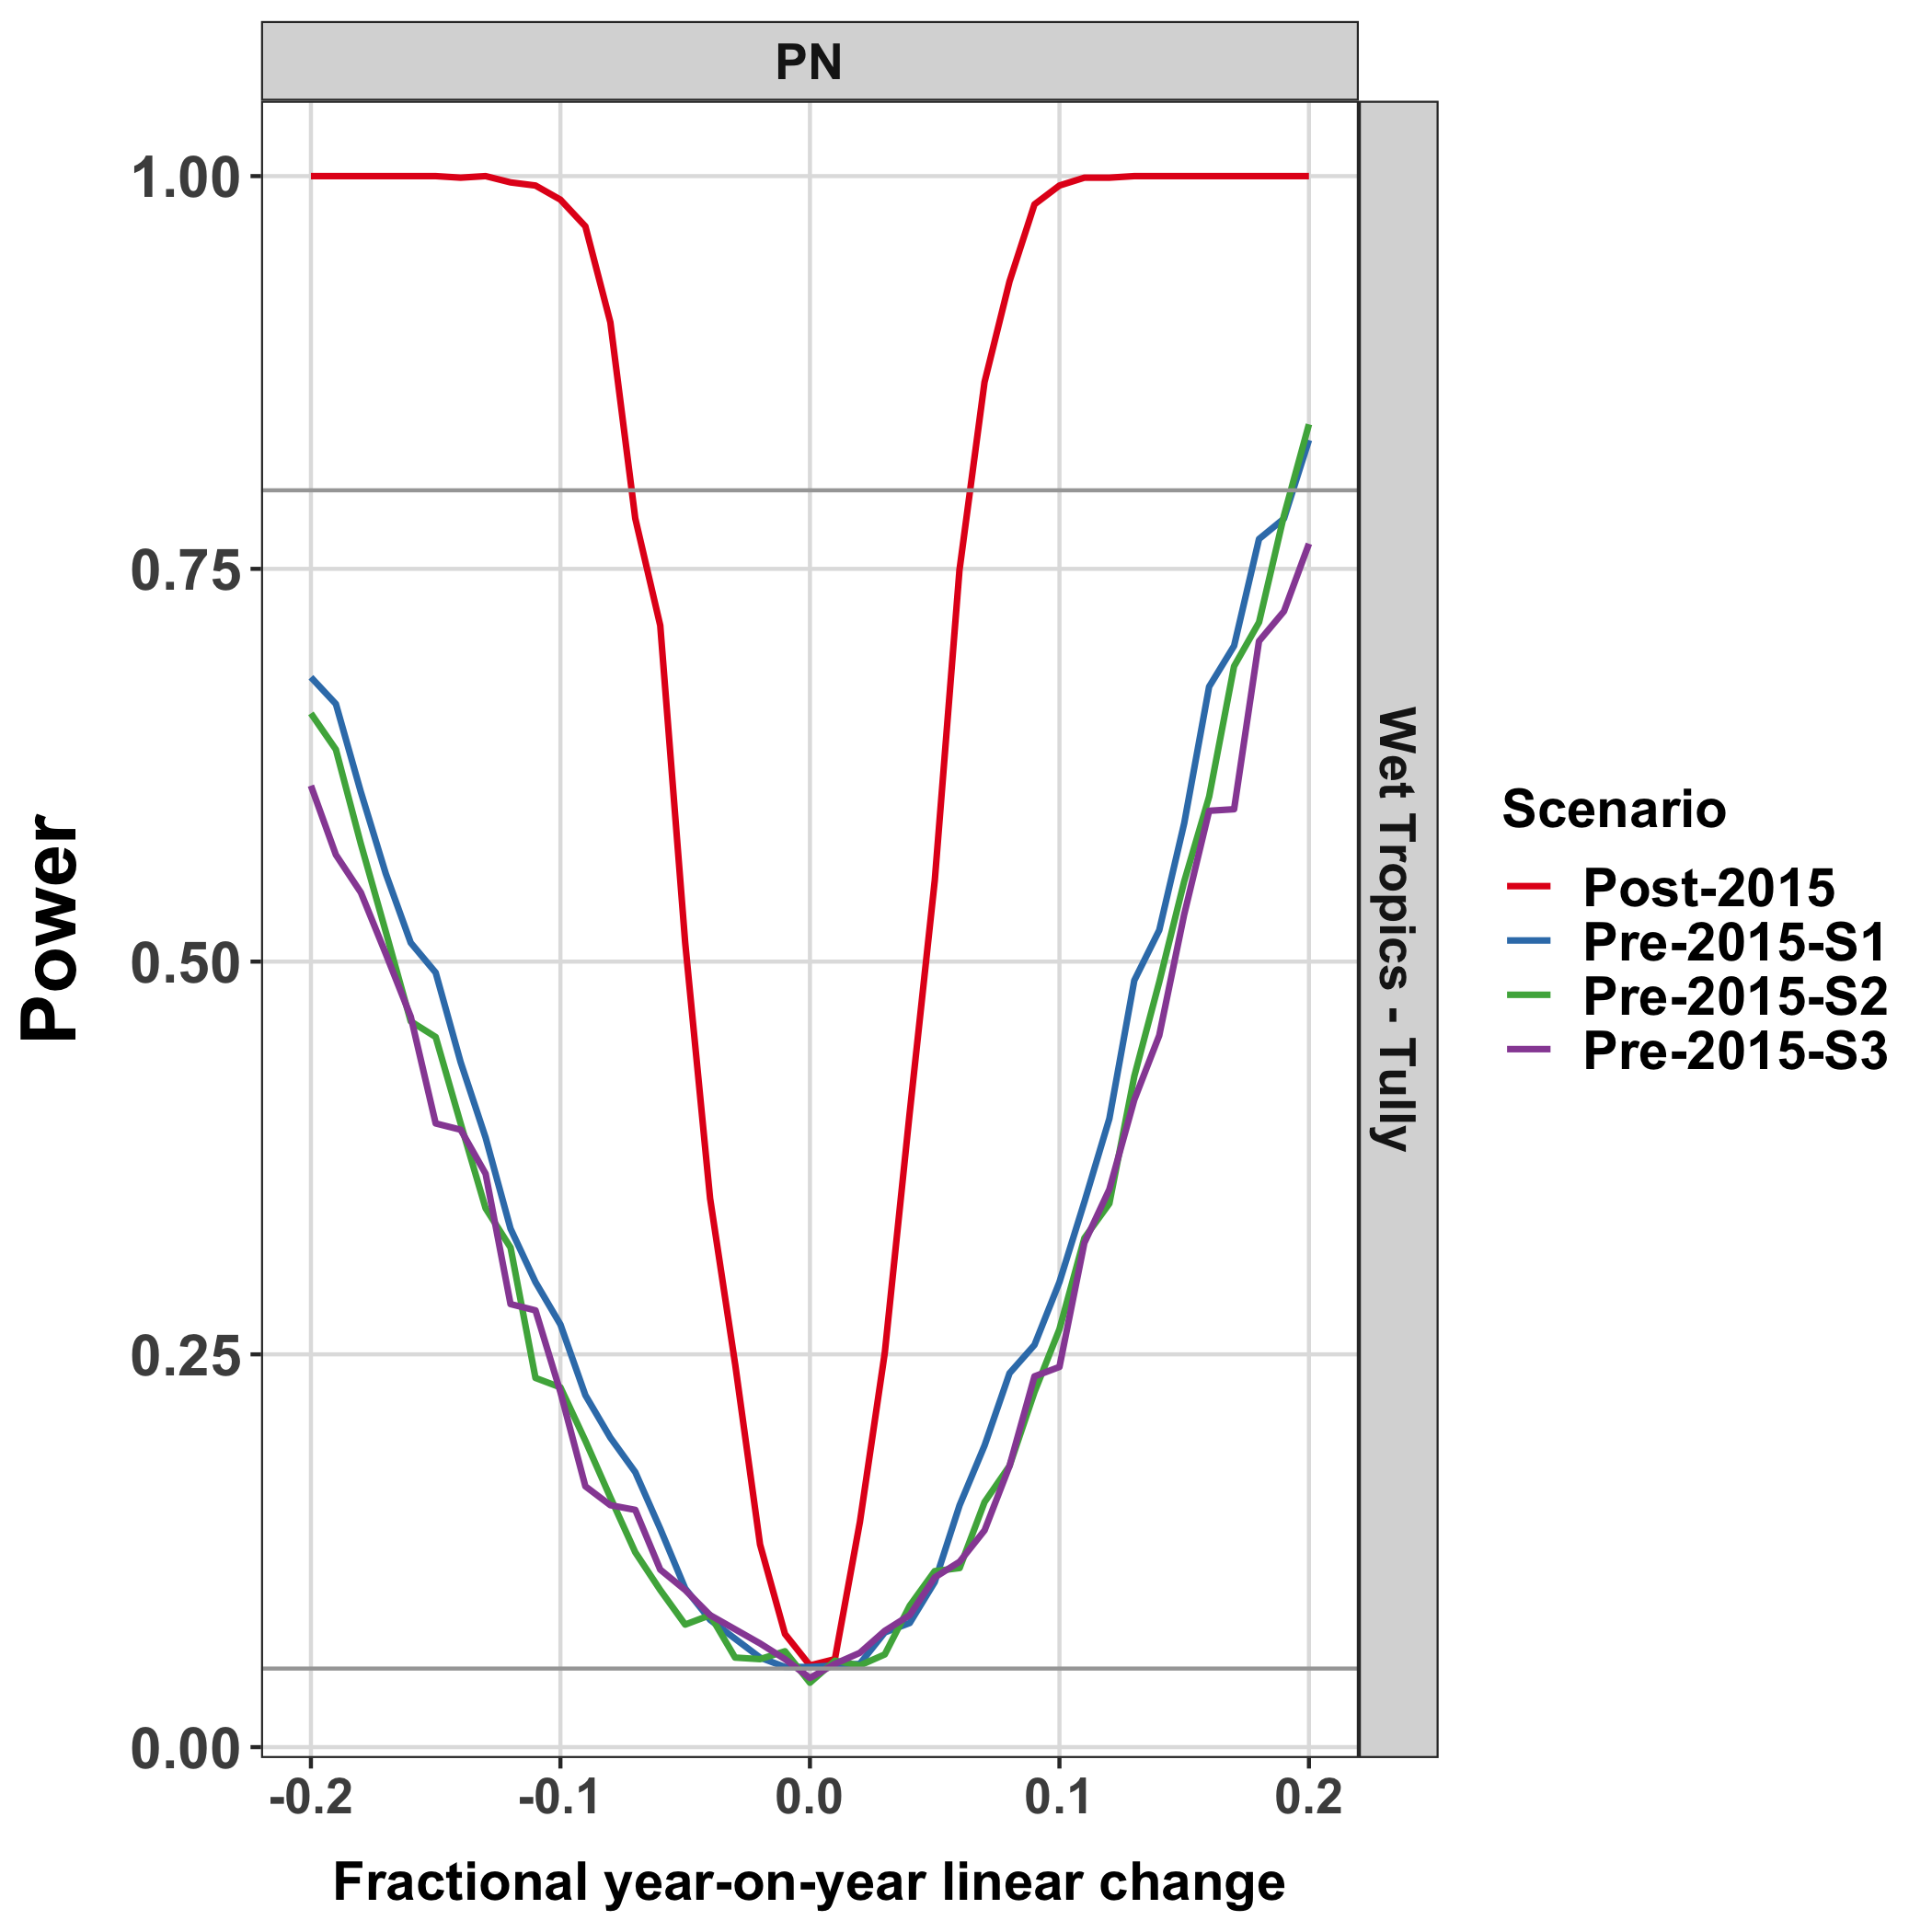 PN
1.00
0.75
0.50
0.25
0.00
Power
-0.2
-0.1
0.0
0.1
0.2
Fractional year-on-year linear change
Wet Tropics - Tully
Scenario
Post-2015
Pre-2015-S1
Pre-2015-S2
Pre-2015-S3